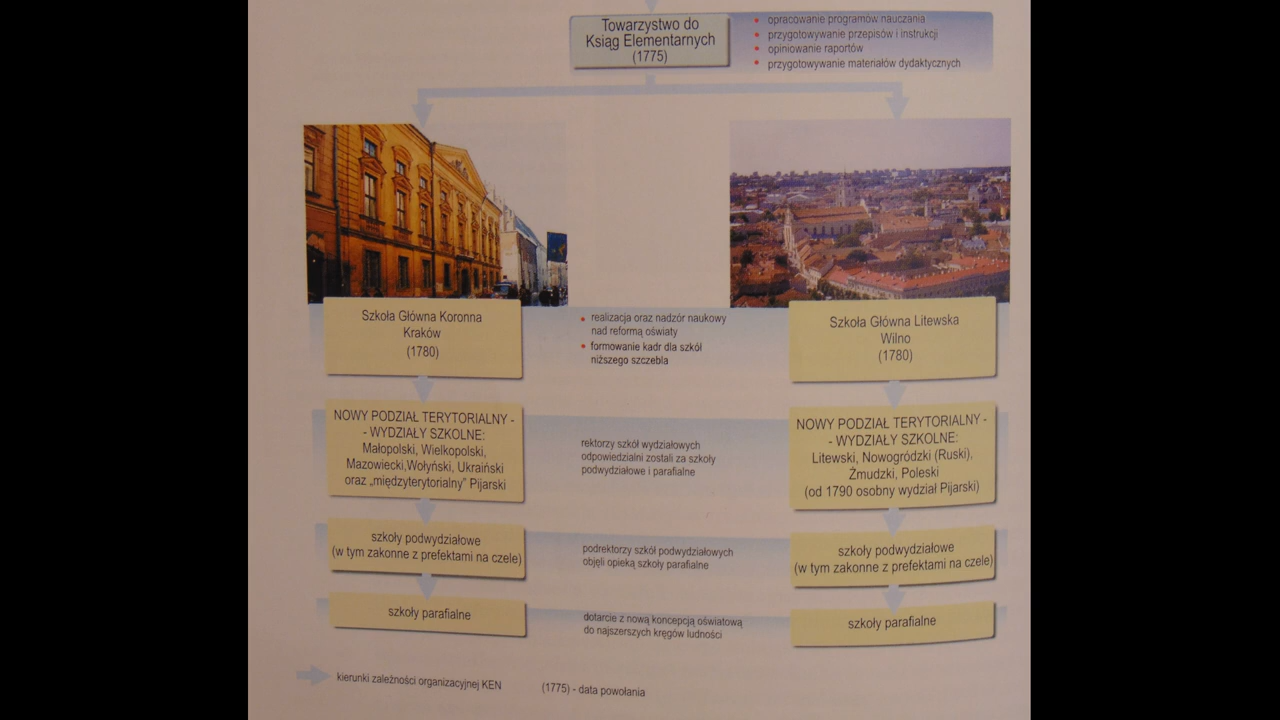 Towarzystwo do
Ksiąg Elementarnych
(1775)
• opracowanie programów nauczania
• przygotowywanie przepisów i instrukcji
• opiniowanie raportów
• przygotowywanie materiałów dydaktycznych
Szkoła Główna Koronna
Kraków
(1780)
• realizacja oraz nadzór naukowy
nad reformą oświaty
• formowanie kadr dla szkół
niższego szczebla
Szkoła Główna Litewska
Wilno
(1780)
NOWY PODZIAŁ TERYTORIALNY -
- WYDZIAŁY SZKOLNE:
Małopolski, Wielkopolski,
Mazowiecki,Wołyński, Ukraiński
oraz „międzyterytorialny” Pijarski
rektorzy szkół wydziałowych
odpowiedzialni zostali za szkoły
podwydziałowe i parafialne
NOWY PODZIAŁ TERYTORIALNY -
- WYDZIAŁY SZKOLNE:
Litewski, Nowogródzki (Ruski),
Żmudzki, Poleski
(od 1790 osobny wydział Pijarski)
szkoły podwydziałowe
(w tym zakonne z prefektami na czele)
podrektorzy szkół podwydziałowych
objęli opieką szkoły parafialne
szkoły podwydziałowe
(w tym zakonne z prefektami na czele)
szkoły parafialne
dotarcie z nową koncepcją oświatową
do najszerszych kręgów ludności
szkoły parafialne
kierunki zależności organizacyjnej KEN
(1775) - data powołania